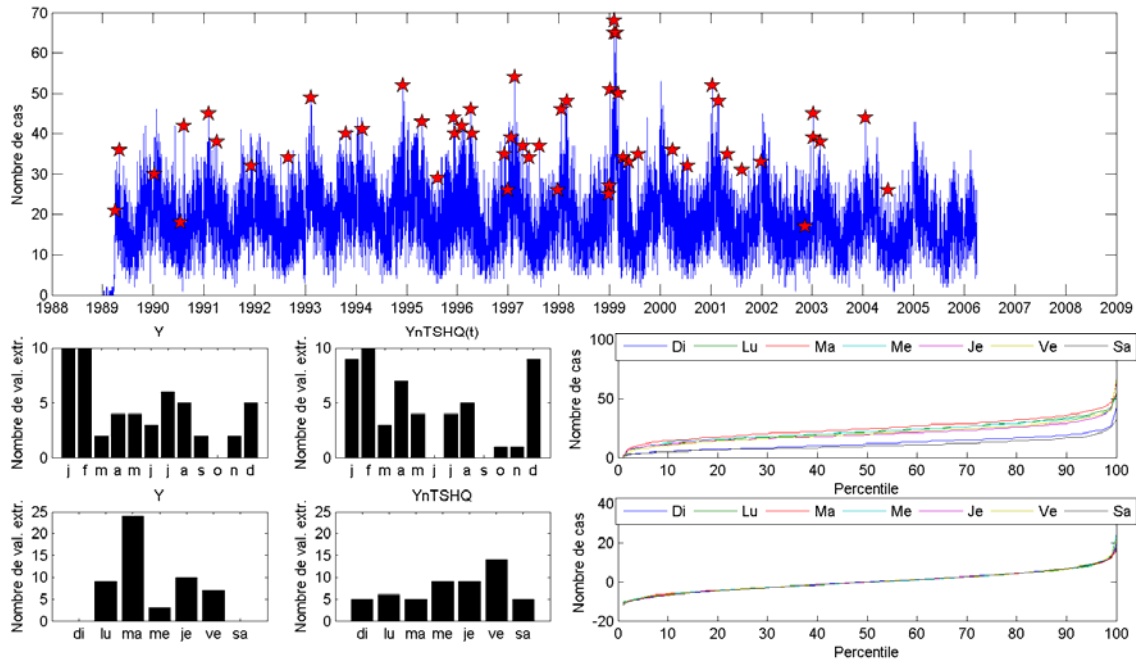 Nombre de cas
70
60
50
40
30
20
10
0
1988 1989 1990 1991 1992 1993 1994 1995 1996 1997 1998 1999 2000 2001 2002 2003 2004 2005 2006 2007 2008 2009
Y
Nombre de val. extr.
10
5
0
j f m a m j j a s o n d
YnTSHQ(t)
Nombre de val. extr.
10
5
0
j f m a m j j a s o n d
Nombre de cas
100
50
0
Di Lu Ma Me Je Ve Sa
10 20 30 40 50 60 70 80 90 100
Percentile
Y
Nombre de val. extr.
25
20
15
10
5
0
di lu ma me je ve sa
YnTSHQ
Nombre de val. extr.
25
20
15
10
5
0
di lu ma me je ve sa
Nombre de cas
40
20
0
-20
Di Lu Ma Me Je Ve Sa
10 20 30 40 50 60 70 80 90 100
Percentile